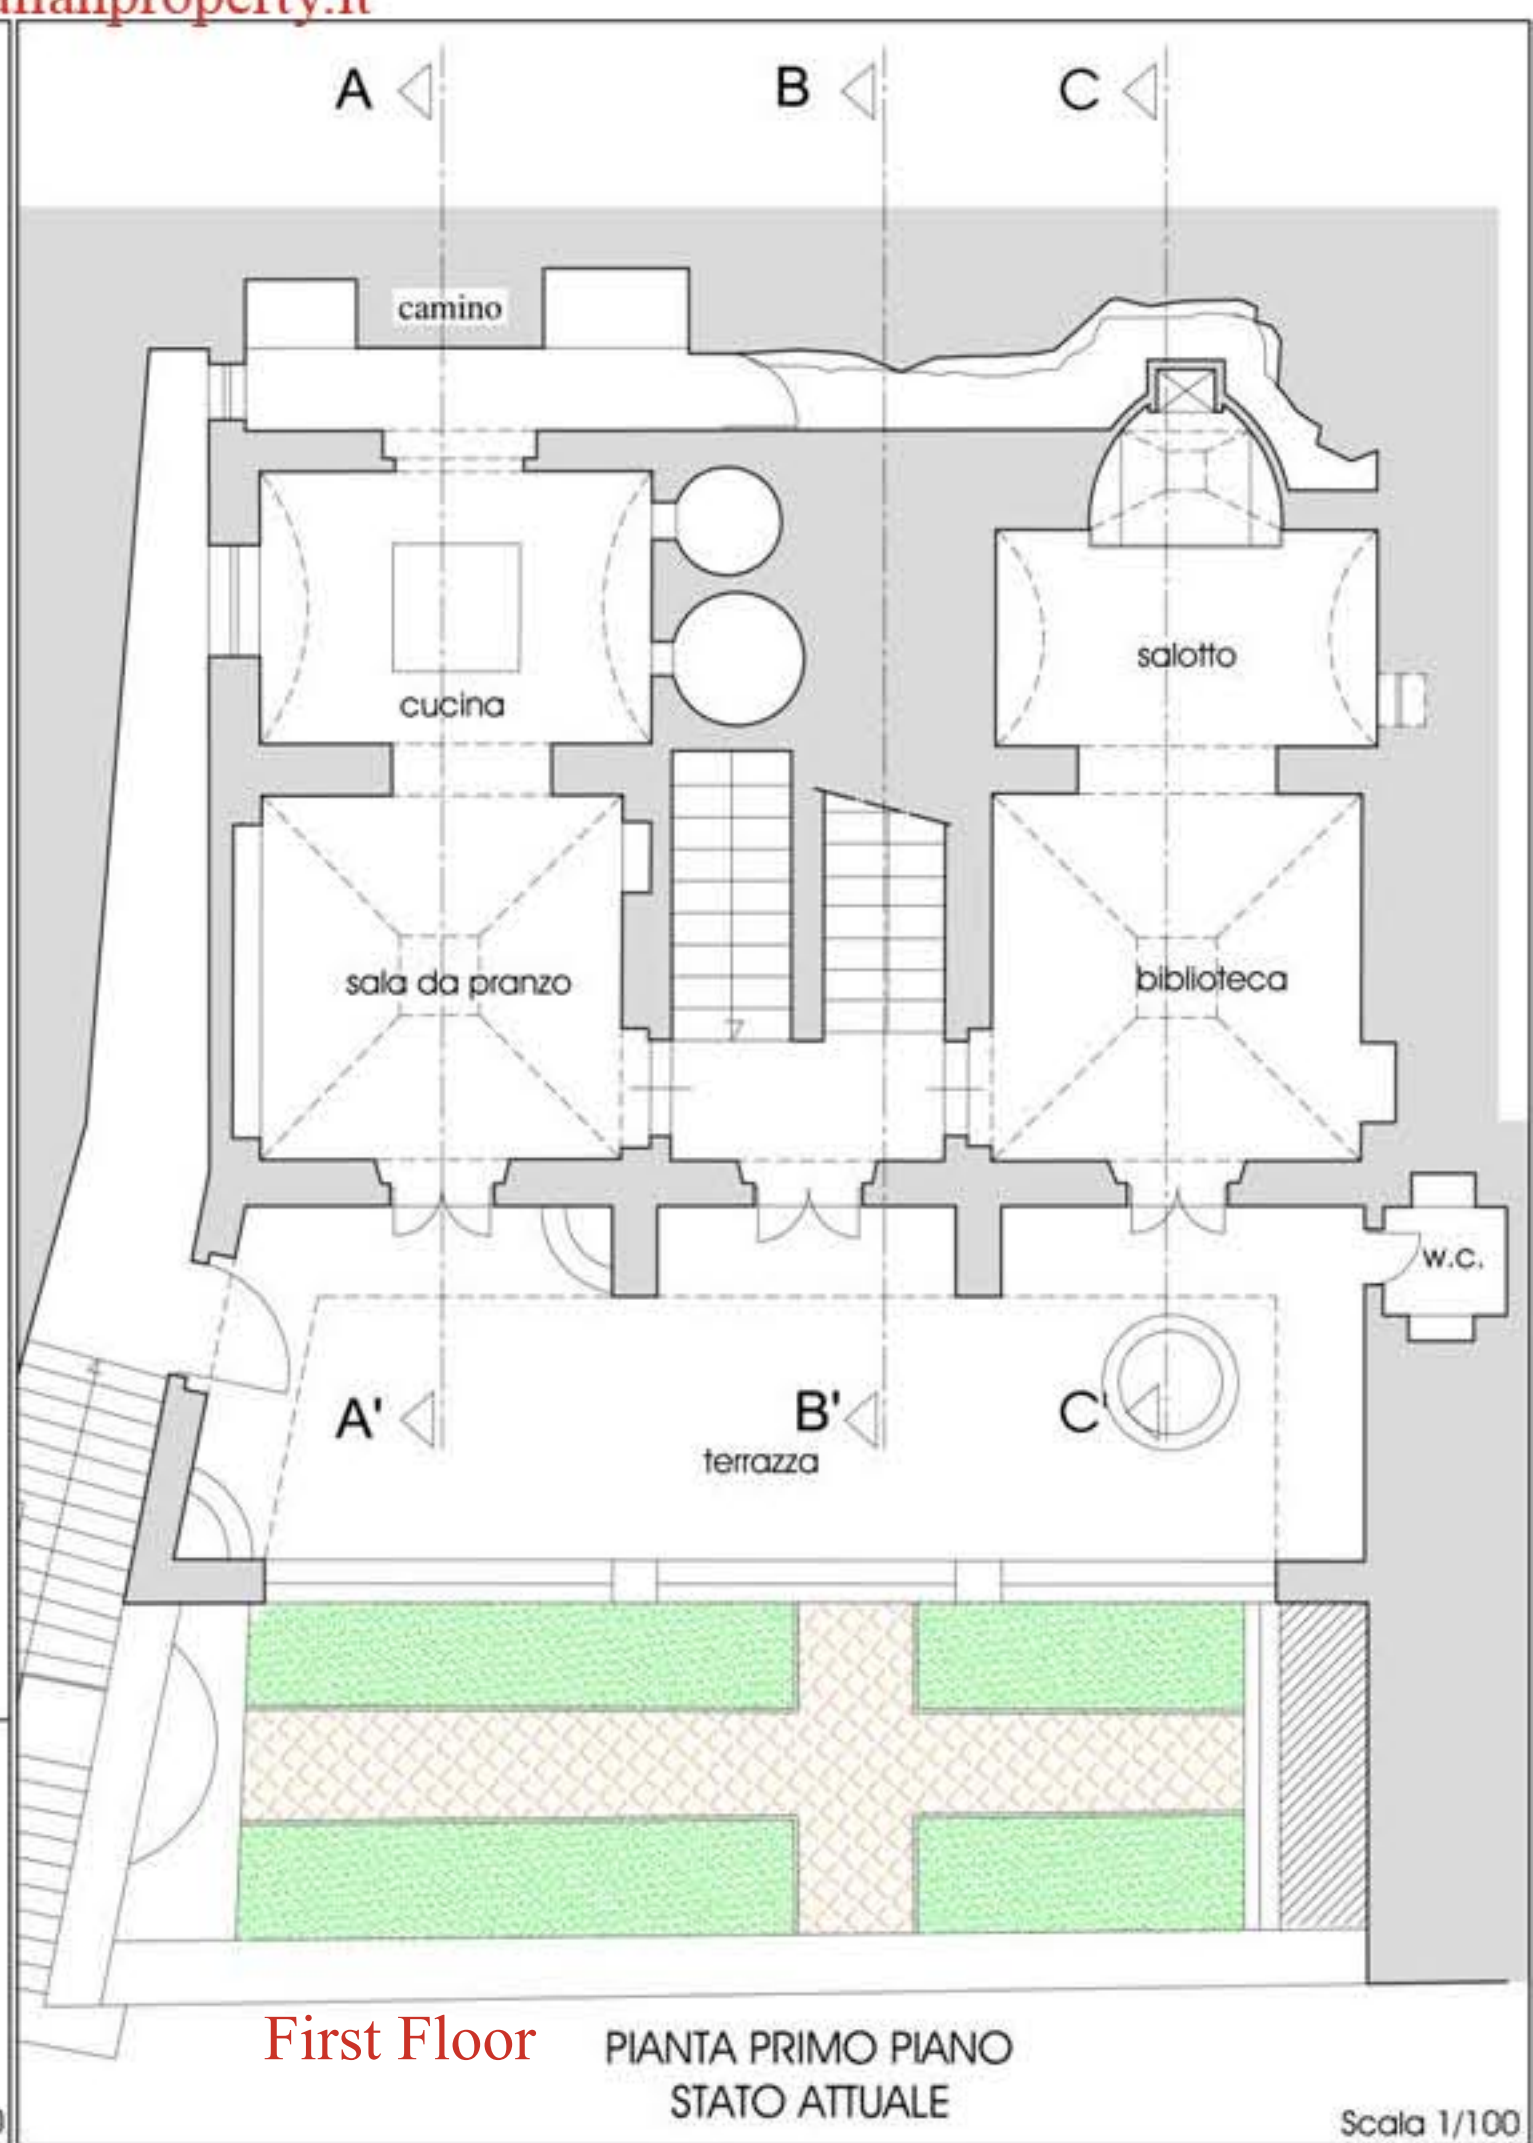 A B C
camino
salotto
cucina
sala da pranzo
biblioteca
w.c.
A' B' C'
terrazza
First Floor
PIANTA PRIMO PIANO
STATO ATTUALE
Scala 1/100